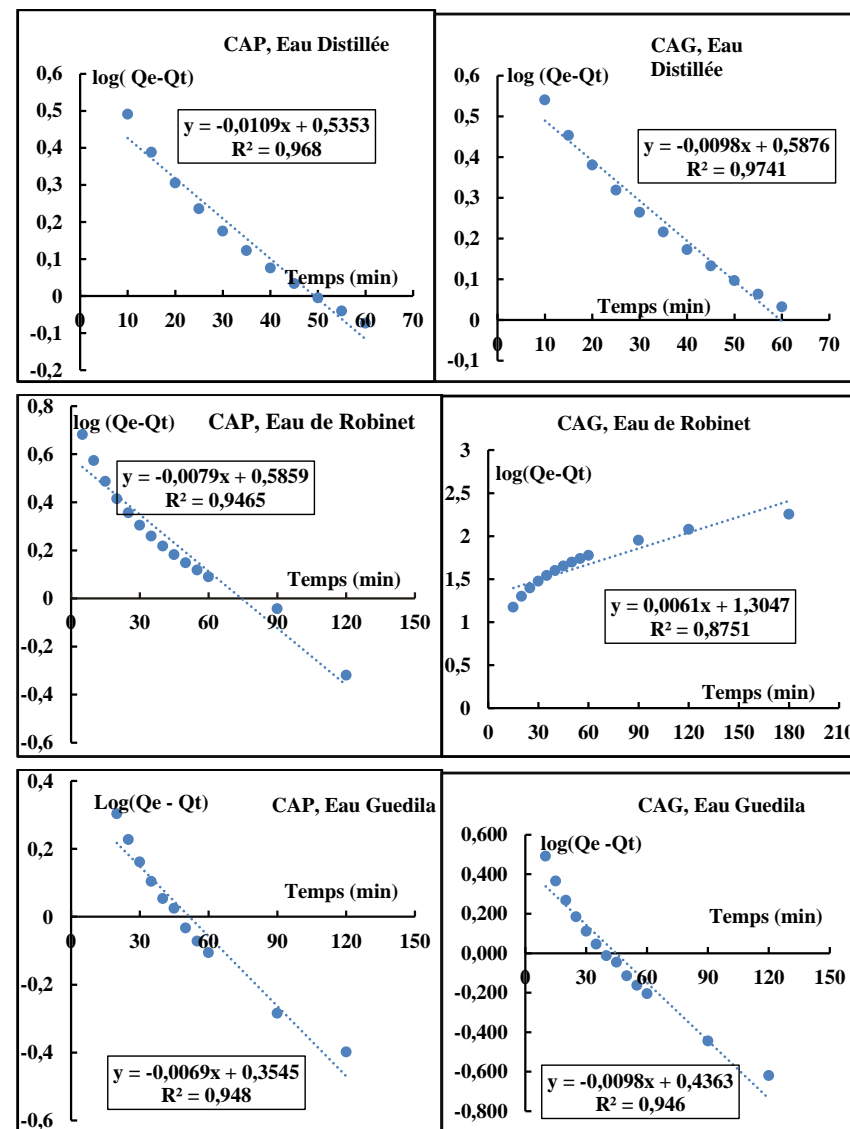 CAP, Eau Distillée
log( Qe-Qt)
0,6
0,5
0,4
0,3
0,2
0,1
0
-0,1
-0,2
y = -0,0109x + 0,5353
R² = 0,968
Temps (min)
0 10 20 30 40 50 60 70
CAG, Eau
Distillée
log (Qe-Qt)
0,6
0,5
0,4
0,3
0,2
0,1
0
-0,1
y = -0,0098x + 0,5876
R² = 0,9741
Temps (min)
0 10 20 30 40 50 60 70
CAP, Eau de Robinet
log (Qe-Qt)
0,8
0,6
0,4
0,2
0
-0,2
-0,4
-0,6
y = -0,0079x + 0,5859
R² = 0,9465
Temps (min)
0 30 60 90 120 150
CAG, Eau de Robinet
log(Qe-Qt)
3
2,5
2
1,5
1
0,5
0
y = 0,0061x + 1,3047
R² = 0,8751
Temps (min)
0 30 60 90 120 150 180 210
CAP, Eau Guedila
Log(Qe - Qt)
0,4
0,2
0
-0,2
-0,4
-0,6
Temps (min)
0 30 60 90 120 150
y = -0,0069x + 0,3545
R² = 0,948
CAG, Eau Guedila
log(Qe -Qt)
0,600
0,400
0,200
0,000
-0,200
-0,400
-0,600
-0,800
Temps (min)
0 30 60 90 120 150
y = -0,0098x + 0,4363
R² = 0,946